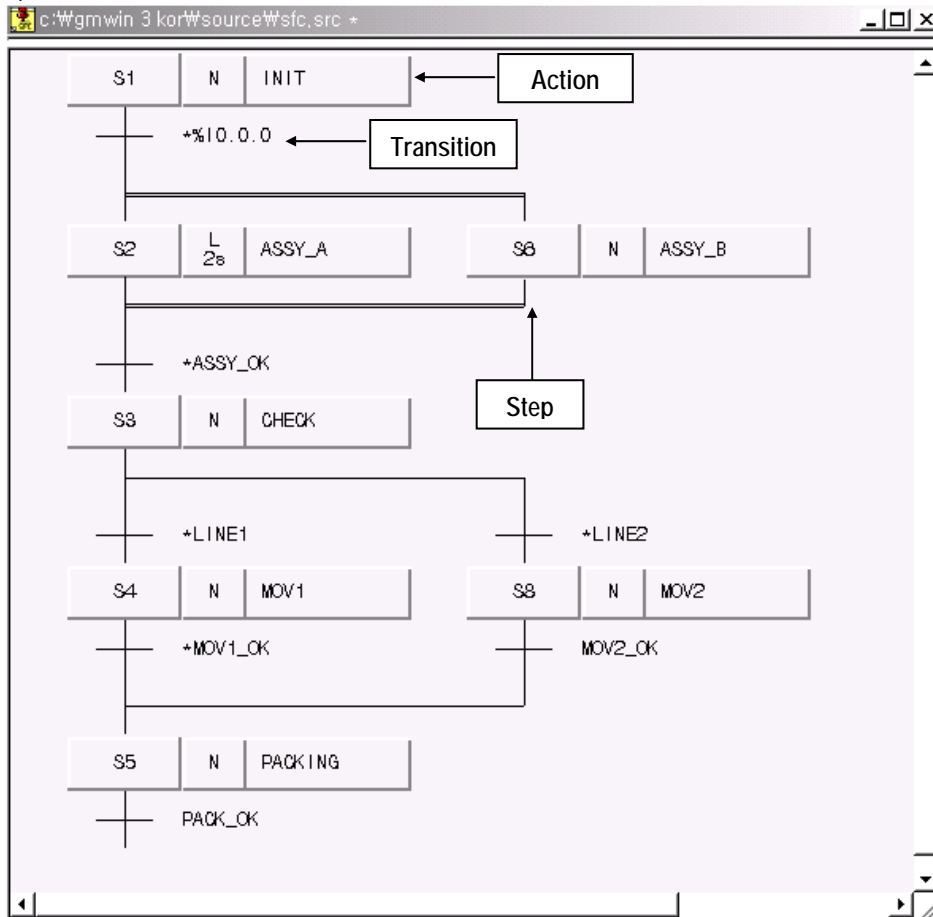 c:₩gmwin 3 kor₩source₩sfc.src *
S1 N INIT
Action
*%I0.0.0
Transition
S2 L 2s ASSY_A
S6 N ASSY_B
*ASSY_OK
Step
S3 N CHECK
*LINE1
*LINE2
S4 N MOV1
S8 N MOV2
*MOV1_OK
MOV2_OK
S5 N PACKING
PACK_OK